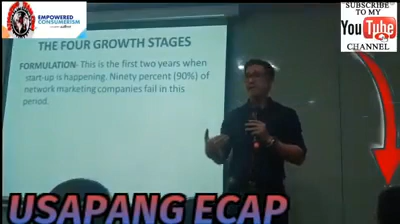 EMPOWERED
CONSUMERISM
SUBSCRIBE
TO MY
YouTube
CHANNEL
THE FOUR GROWTH STAGES
FORMULATION- This is the first two years when
start-up is happening. Ninety percent (90%) of
network marketing companies fail in this
period.
USAPANG ECAP